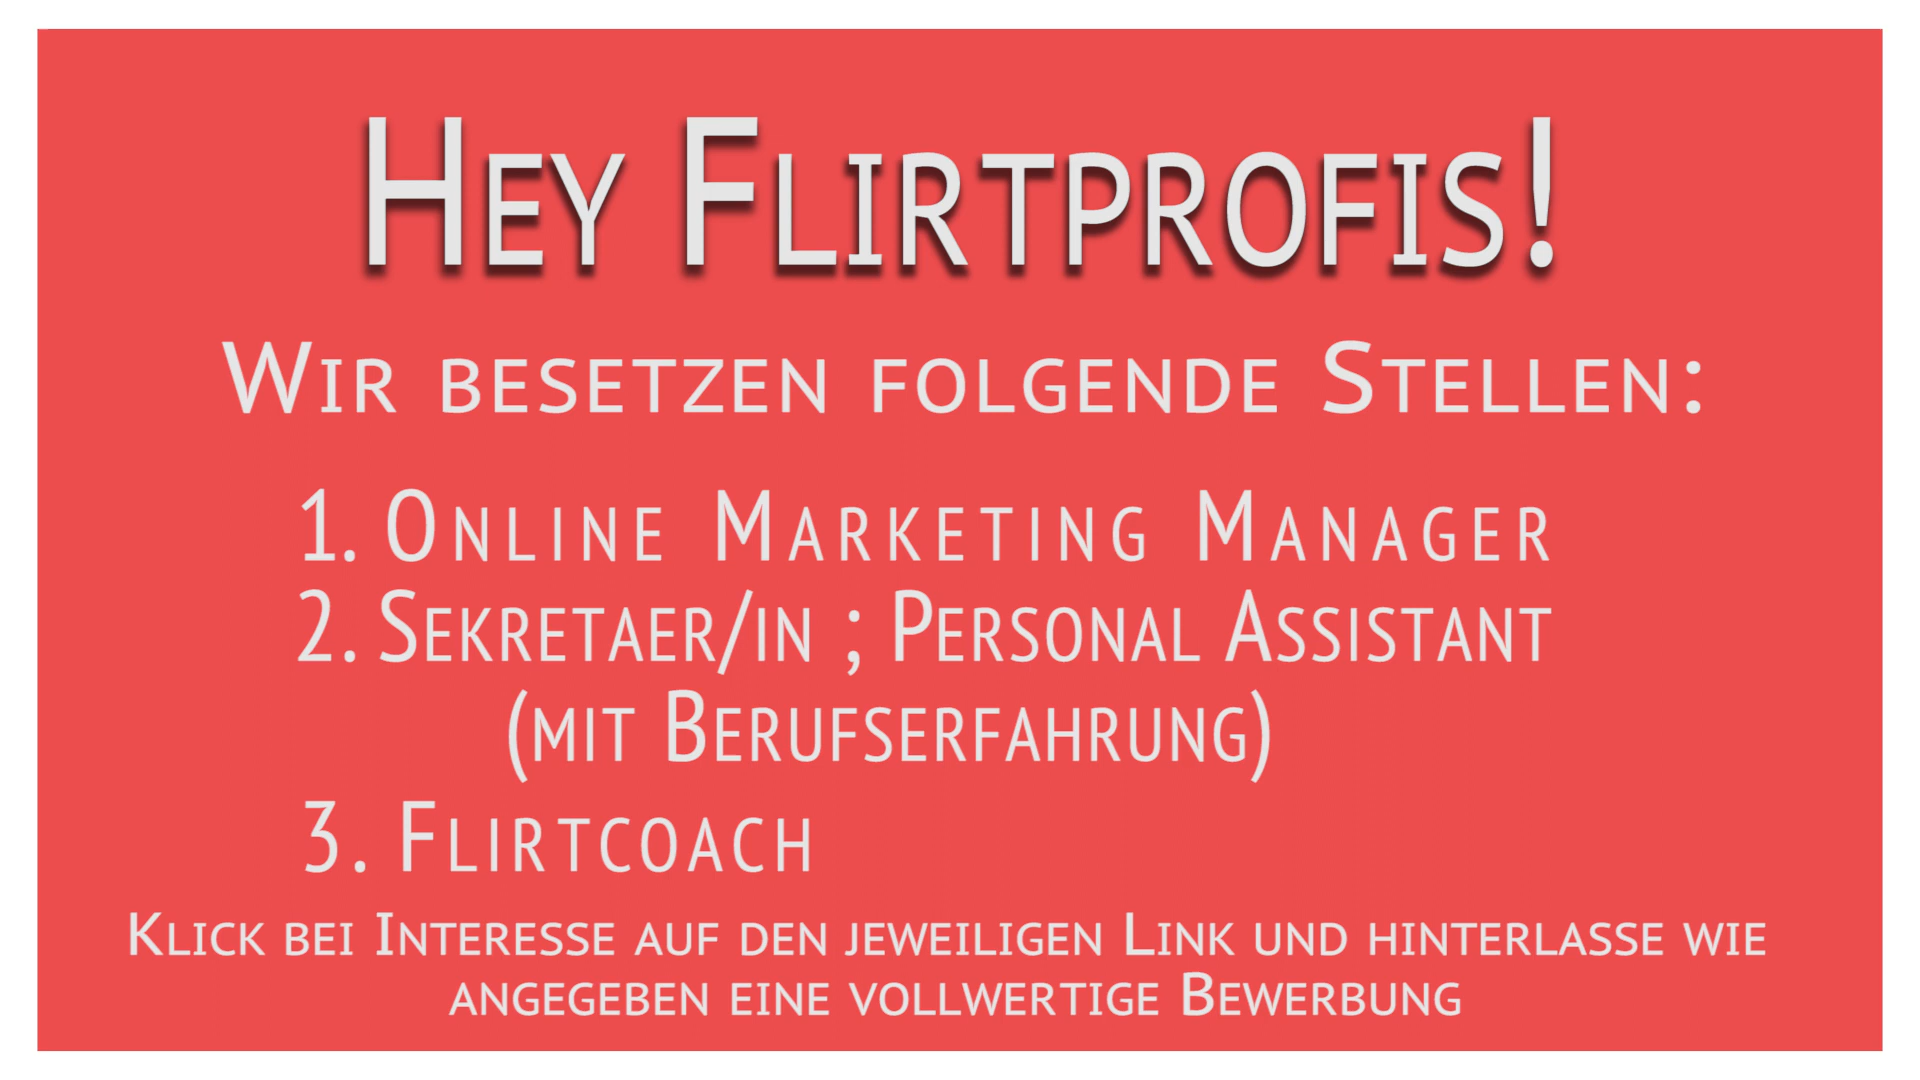 Hey Flirtprofis!
Wir besetzen folgende Stellen:
1. Online Marketing Manager
2. Sekretaer/in ; Personal Assistant
(mit Berufserfahrung)
3. Flirtcoach
Klick bei Interesse auf den jeweiligen Link und hinterlasse wie
angegeben eine vollwertige Bewerbung